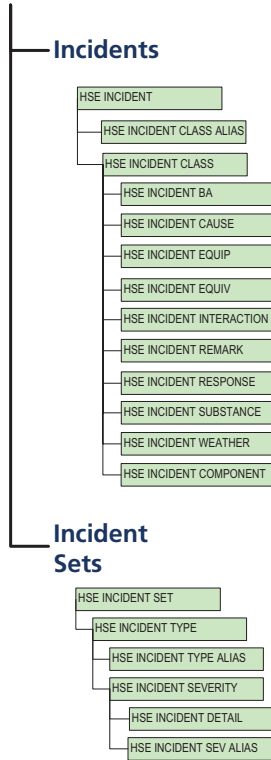 Incidents
HSE INCIDENT
HSE INCIDENT CLASS ALIAS
HSE INCIDENT CLASS
HSE INCIDENT BA
HSE INCIDENT CAUSE
HSE INCIDENT EQUIP
HSE INCIDENT EQUIV
HSE INCIDENT INTERACTION
HSE INCIDENT REMARK
HSE INCIDENT RESPONSE
HSE INCIDENT SUBSTANCE
HSE INCIDENT WEATHER
HSE INCIDENT COMPONENT
Incident
Sets
HSE INCIDENT SET
HSE INCIDENT TYPE
HSE INCIDENT TYPE ALIAS
HSE INCIDENT SEVERITY
HSE INCIDENT DETAIL
HSE INCIDENT SEV ALIAS